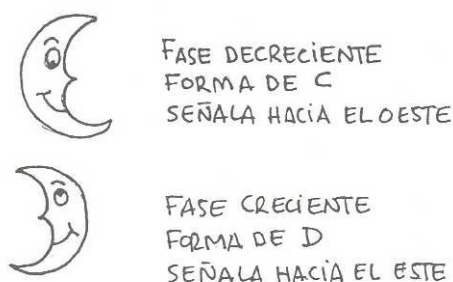 FASE DECRECIENTE
FORMA DE C
SEÑALA HACIA EL OESTE
FASE CRECIENTE
FORMA DE D
SEÑALA HACIA EL ESTE